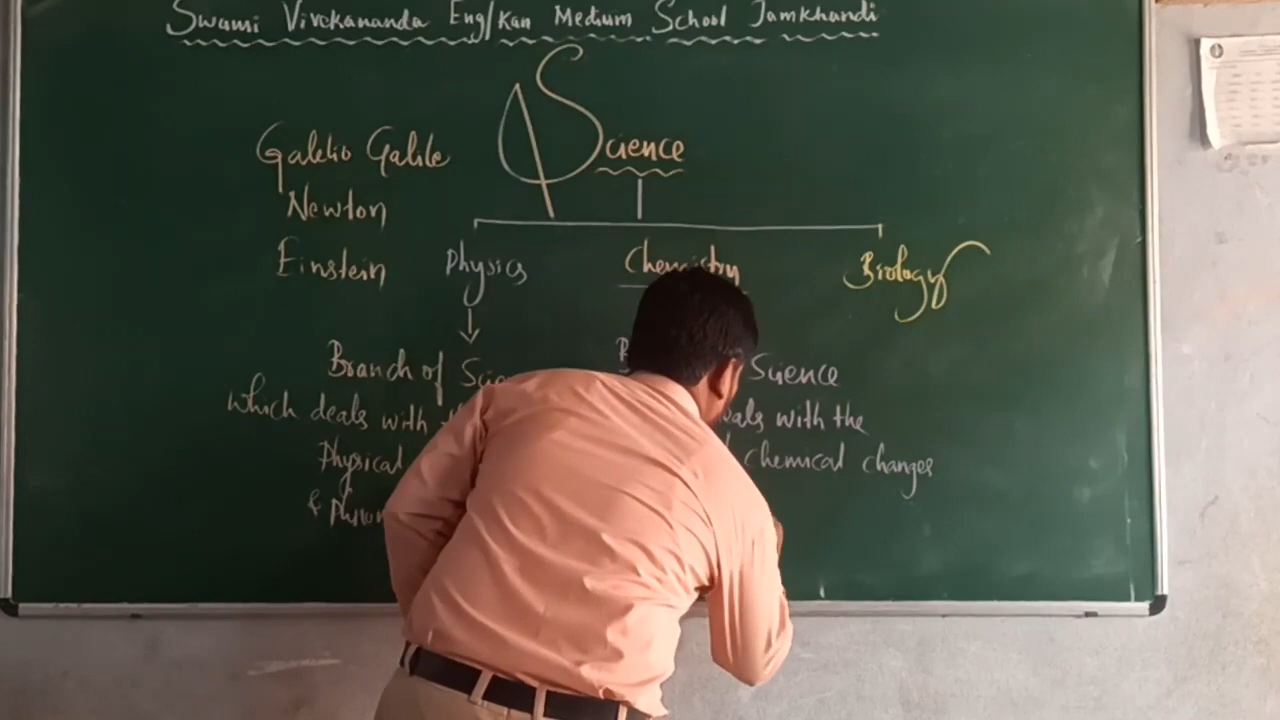 Swami Vivekananda Eng/Kan Medium School Jamkhandi
Science
Galelio Galile
Newton
Einstein
Physics
Chemistry
Biology
Branch of
which deals with
Physical
&
Science
with the
chemical changes